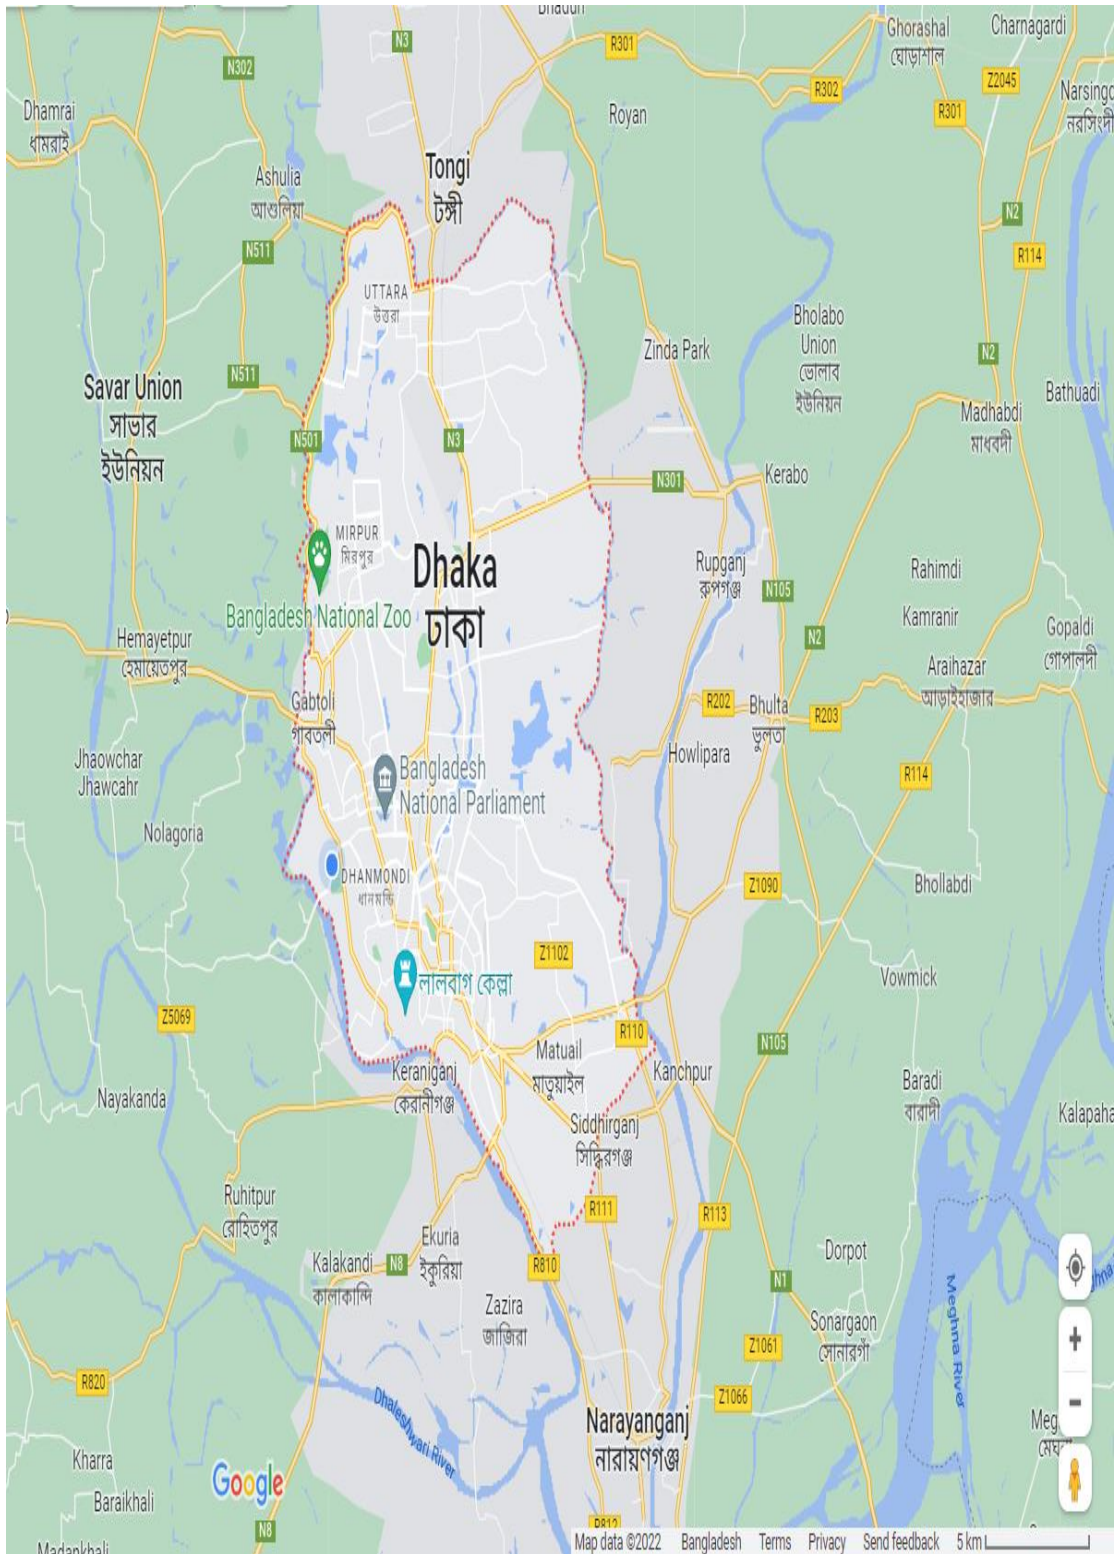 N3
R301
Ghorashal
ঘোড়াশাল
Charnagardi
N302
Z2045
R302
Dhamrai
ধামরাই
Royan
R301
নরসিংদী
Ashulia
আশুলিয়া
Tongi
টঙ্গী
N2
N511
R114
UTTARA
উত্তরা
Bholabo
Union
ভোলাব
ইউনিয়ন
Zinda Park
N2
N511
Savar Union
সাভার
ইউনিয়ন
Bathuadi
Madhabdi
মাধবদী
N501
N3
N301
Kerabo
MIRPUR
মিরপুর
Dhaka
ঢাকা
Rupganj
রুপগঞ্জ
Rahimdi
N105
Bangladesh National Zoo
Kamranir
Hemayetpur
হেমায়েতপুর
N2
Gopaldi
গোপালদী
Araihazar
আড়াইহাজার
Gabtoli
গাবতলী
R202
Bhulta
ভুলতা
R203
Howlipara
Jhaowchar
Jhawcahr
Bangladesh
National Parliament
R114
Nolagoria
DHANMONDI
ধানমন্ডি
Z1090
Bhollabdi
Z1102
লালবাগ কেল্লা
Vowmick
Z5069
R110
N105
Matuail
মাতুয়াইল
Keraniganj
কেরানীগঞ্জ
Kanchpur
Baradi
বারাদী
Nayakanda
Siddhirganj
সিদ্ধিরগঞ্জ
Ruhitpur
রোহিতপুর
R111
R113
Ekuria
ইকুরিয়া
Kalakandi
কালাকান্দি
N8
R810
Dorpot
N1
Zazira
জাজিরা
Sonargaon
সোনারগাঁ
Meghna River
Z1061
R820
Z1066
Dhaleshwari River
Narayanganj
নারায়ণগঞ্জ
Kharra
Google
Baraikhali
N8
R812
Map data ©2022 Bangladesh Terms Privacy Send feedback 5 km